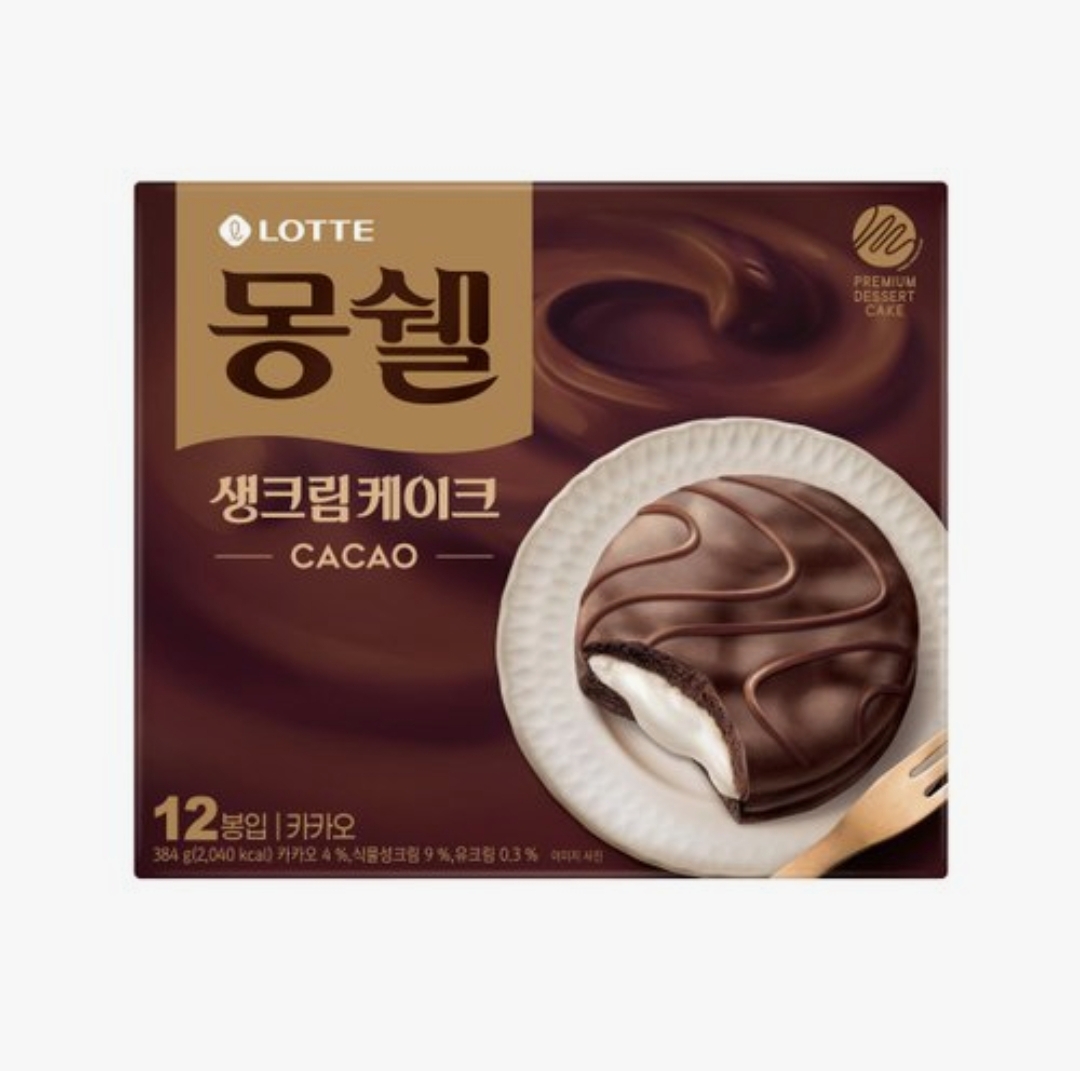 LOTTE
몽쉘
PREMIUM
DESSERT
CAKE
생크림케이크
CACAO
12봉입 | 카카오
384 g(2,040 kcal) 카카오 4 %,식물성크림 9 %,유크림 0.3 % 이미지 사진